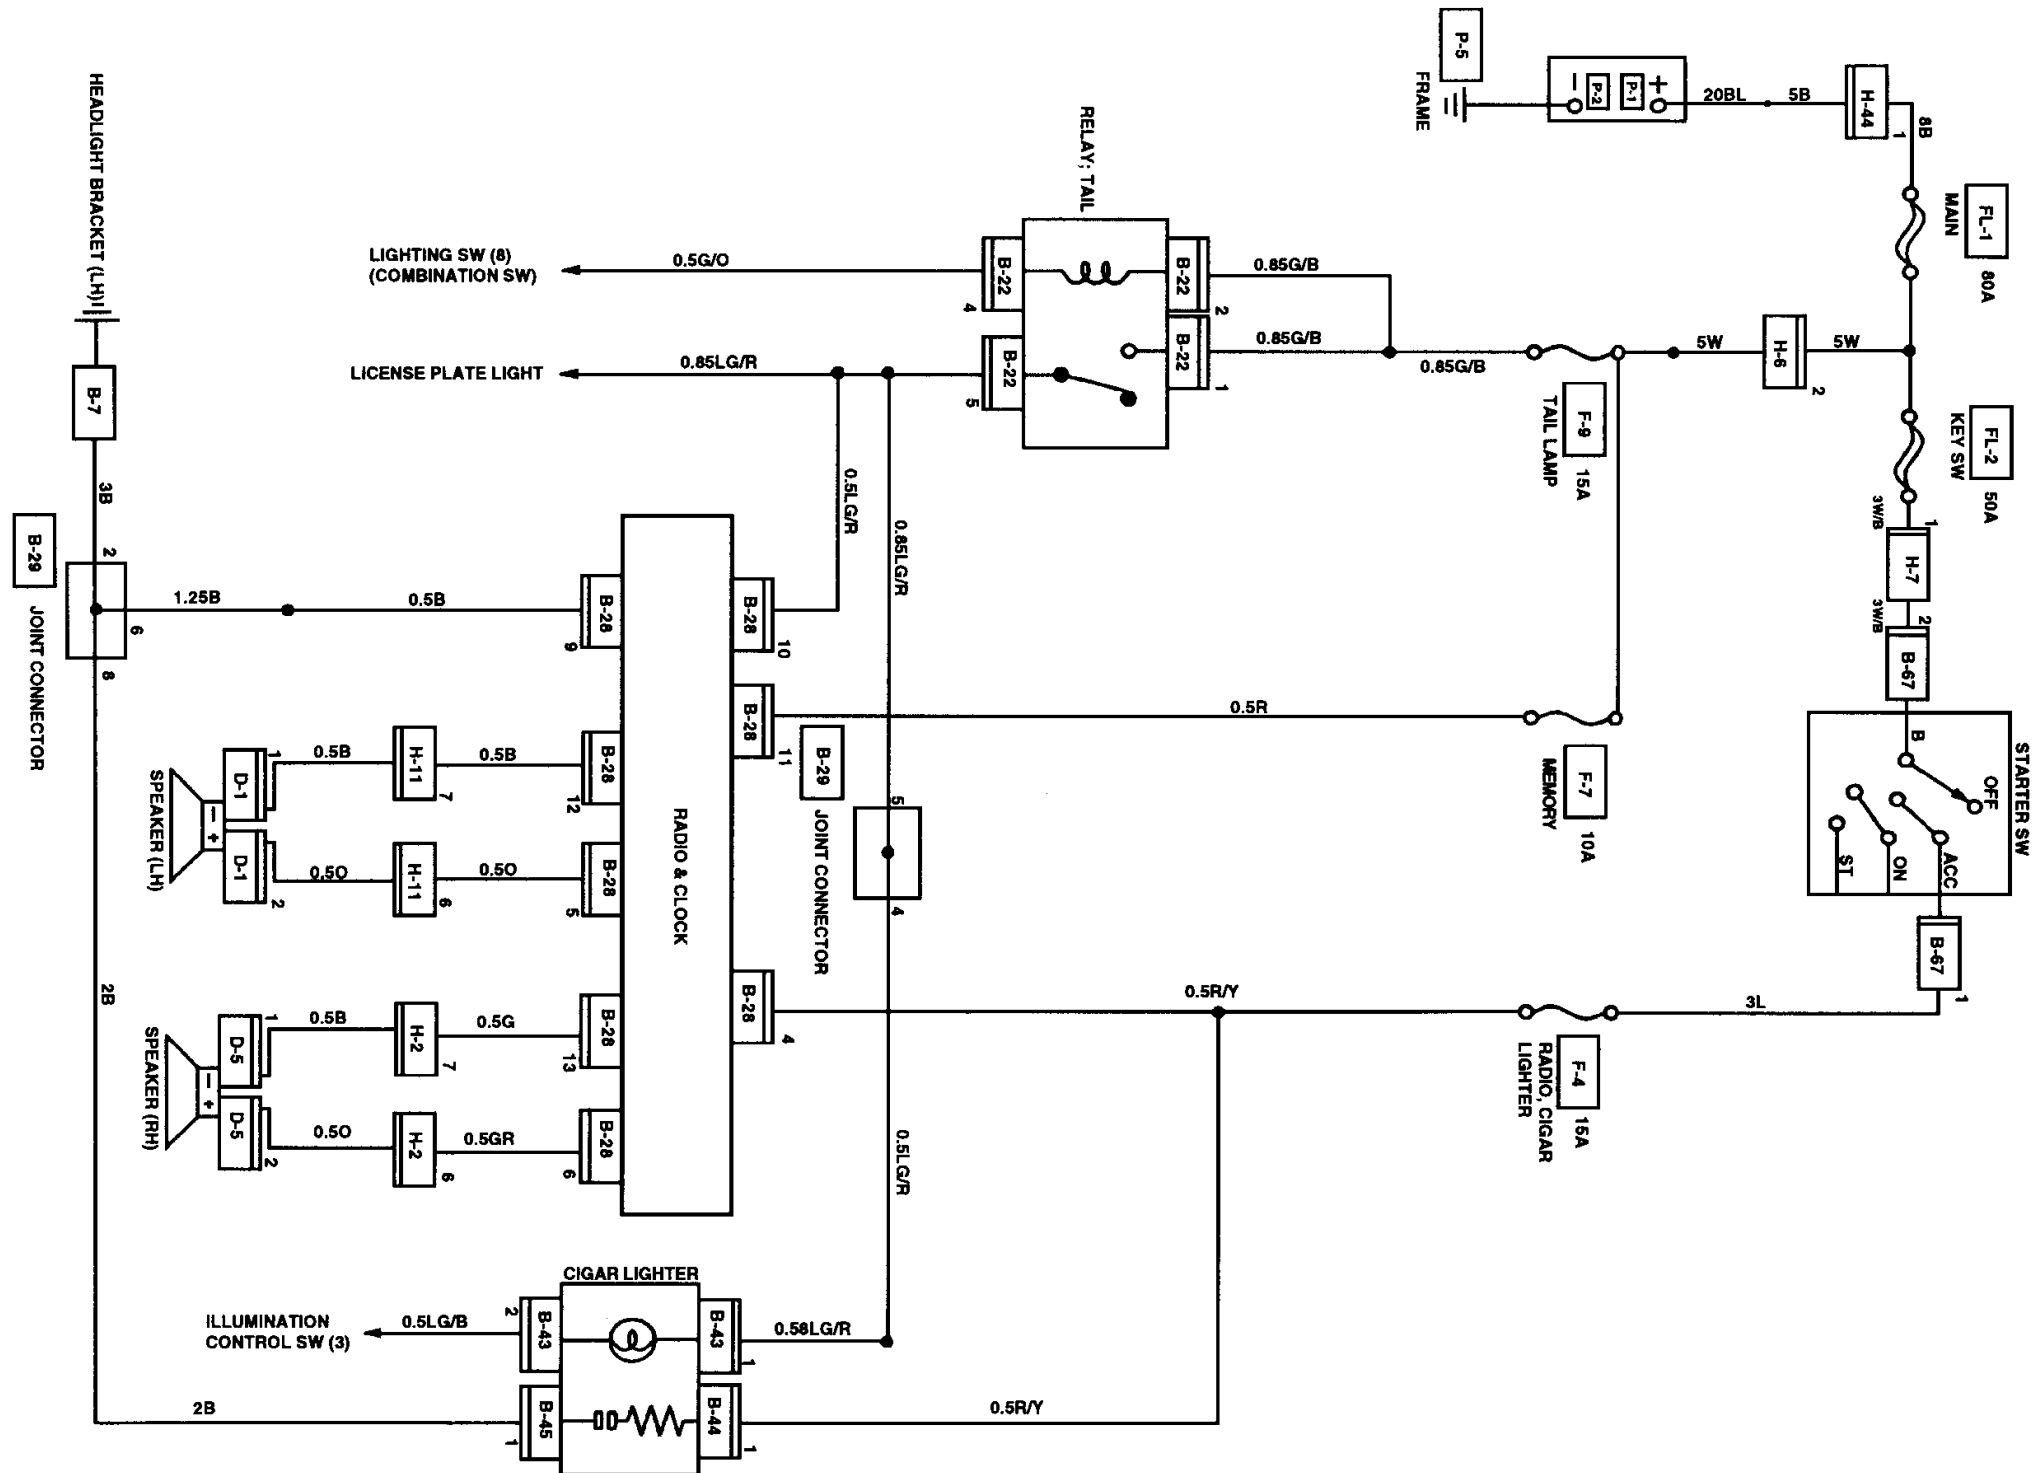 P-5
FRAME
−
P-2
P-1
+
20BL
5B
H-44
1
8B
FL-1
MAIN
80A
RELAY; TAIL
HEADLIGHT BRACKET (LH)
LIGHTING SW (8)
(COMBINATION SW)
0.5G/O
B-22
4
B-22
2
0.85G/B
LICENSE PLATE LIGHT
0.85LG/R
B-22
5
B-22
1
0.85G/B
0.85G/B
5W
H-6
2
5W
F-9
TAIL LAMP
15A
FL-2
KEY SW
50A
3W/B
1
H-7
3W/B
2
B-67
STARTER SW
B
OFF
ACC
ON
ST
B-67
1
3L
B-7
3B
2
B-29
JOINT CONNECTOR
6
8
1.25B
0.5B
B-28
9
B-28
10
0.5LG/R
0.85LG/R
B-28
11
0.5R
F-7
MEMORY
10A
B-29
JOINT CONNECTOR
5
4
RADIO & CLOCK
SPEAKER (LH)
− +
D-1
1
0.5B
H-11
7
0.5B
B-28
12
D-1
2
0.5O
H-11
6
0.5O
B-28
5
2B
SPEAKER (RH)
− +
D-5
1
0.5B
H-2
7
0.5G
B-28
13
D-5
2
0.5O
H-2
6
0.5GR
B-28
6
B-28
4
0.5R/Y
F-4
RADIO, CIGAR
LIGHTER
15A
0.5LG/R
CIGAR LIGHTER
ILLUMINATION
CONTROL SW (3)
0.5LG/B
2
B-43
B-43
1
0.58LG/R
2B
B-45
1
B-44
1
0.5R/Y